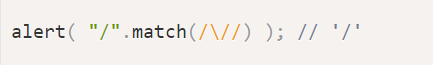 alert( "/".match(/\//) ); // '/'